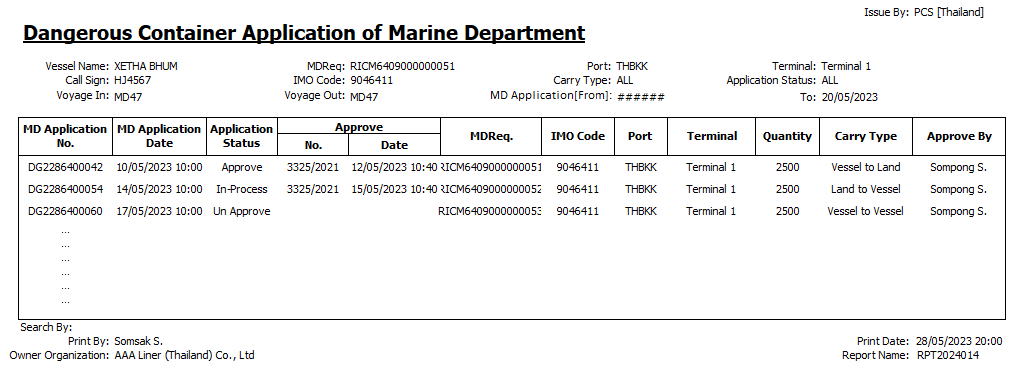 Issue By: PCS [Thailand]
Dangerous Container Application of Marine Department
Vessel Name: XETHA BHUM MDReq: RICM6409000000051 Port: THBKK Terminal: Terminal 1
Call Sign: HJ4567 IMO Code: 9046411 Carry Type: ALL Application Status: ALL
Voyage In: MD47 Voyage Out: MD47 MD Application[From]: ###### To: 20/05/2023
MD Application No. MD Application Date Application Status Approve No. Date MDReq. IMO Code Port Terminal Quantity Carry Type Approve By
DG2286400042 10/05/2023 10:00 Approve 3325/2021 12/05/2023 10:40 RICM6409000000051 9046411 THBKK Terminal 1 2500 Vessel to Land Sompong S.
DG2286400054 14/05/2023 10:00 In-Process 3325/2021 15/05/2023 10:40 RICM6409000000052 9046411 THBKK Terminal 1 2500 Land to Vessel Sompong S.
DG2286400060 17/05/2023 10:00 Un Approve RICM6409000000053 9046411 THBKK Terminal 1 2500 Vessel to Vessel Sompong S.
...
...
...
...
...
...
Search By:
Print By: Somsak S. Print Date: 28/05/2023 20:00
Owner Organization: AAA Liner (Thailand) Co., Ltd Report Name: RPT2024014